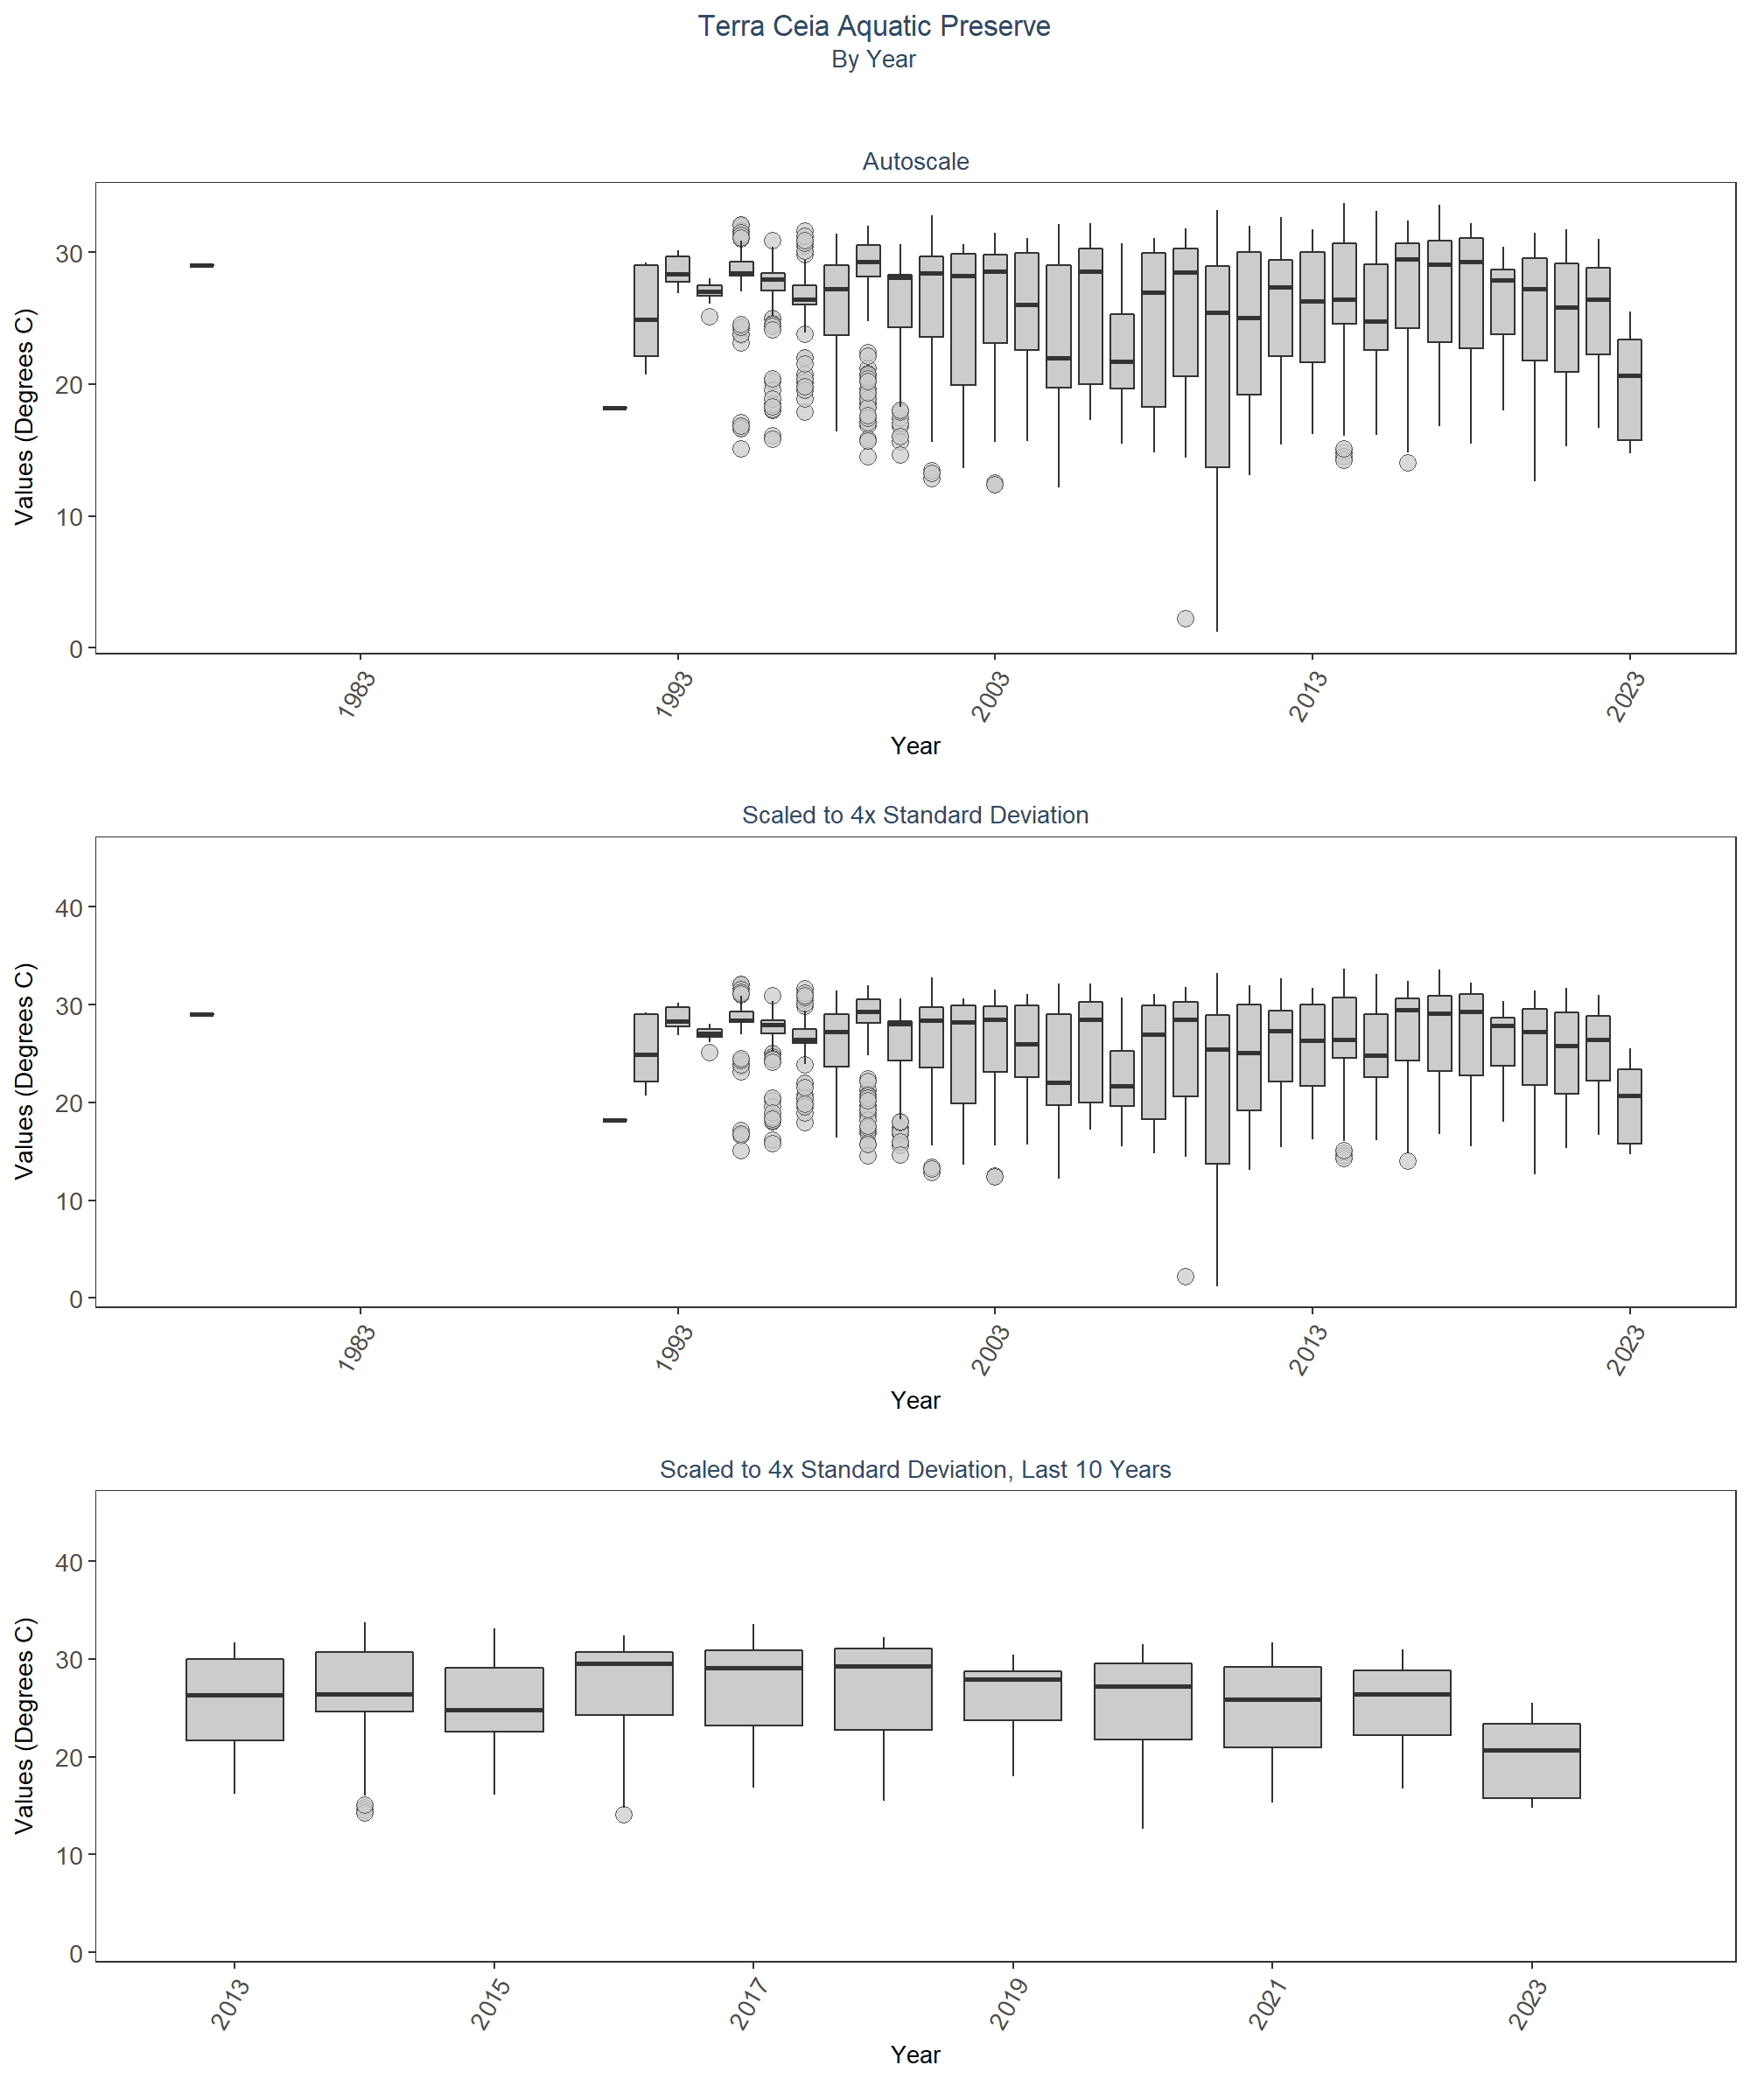 Terra Ceia Aquatic Preserve
By Year
Autoscale
Values (Degrees C)
30
20
10
0
1983
1993
2003
2013
2023
Year
Scaled to 4x Standard Deviation
Values (Degrees C)
40
30
20
10
0
1983
1993
2003
2013
2023
Year
Scaled to 4x Standard Deviation, Last 10 Years
Values (Degrees C)
40
30
20
10
0
2013
2015
2017
2019
2021
2023
Year